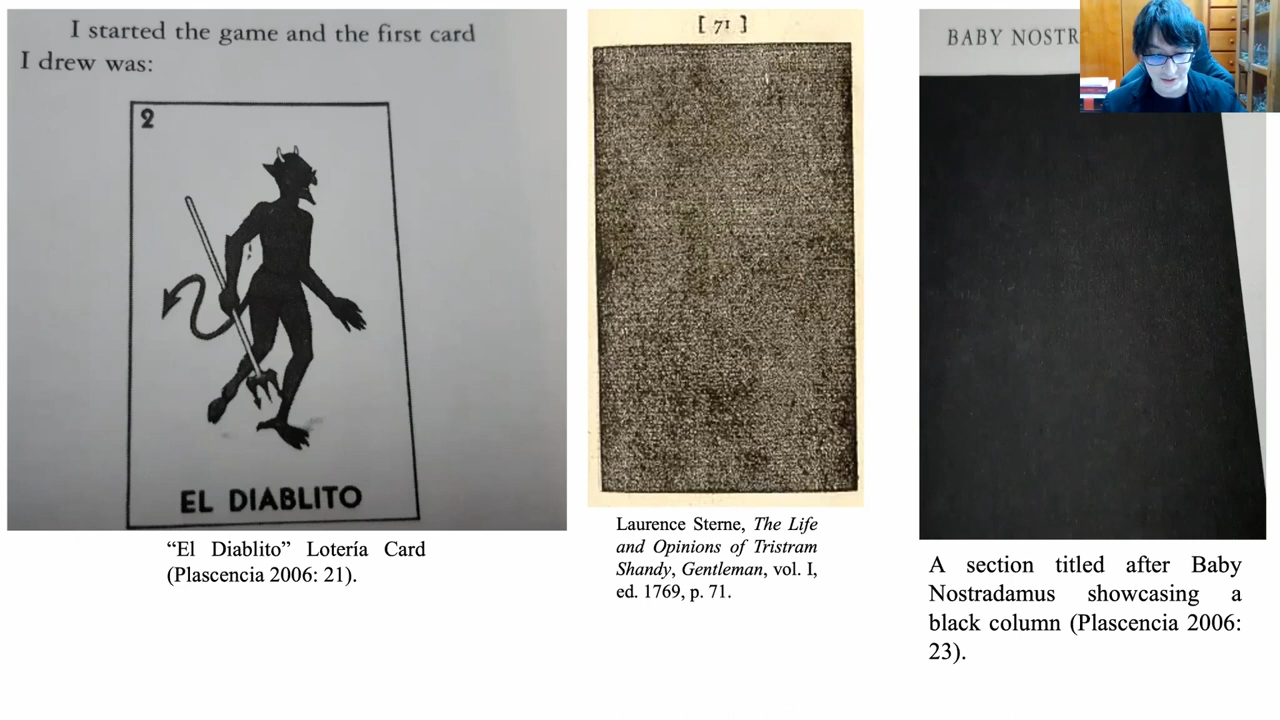 I started the game and the first card
I drew was:
2
EL DIABLITO
“El Diablito” Lotería Card
(Plascencia 2006: 21).
[ 71 ]
Laurence Sterne, The Life
and Opinions of Tristram
Shandy, Gentleman, vol. I,
ed. 1769, p. 71.
BABY NOSTR
A section titled after Baby
Nostradamus showcasing a
black column (Plascencia 2006:
23).